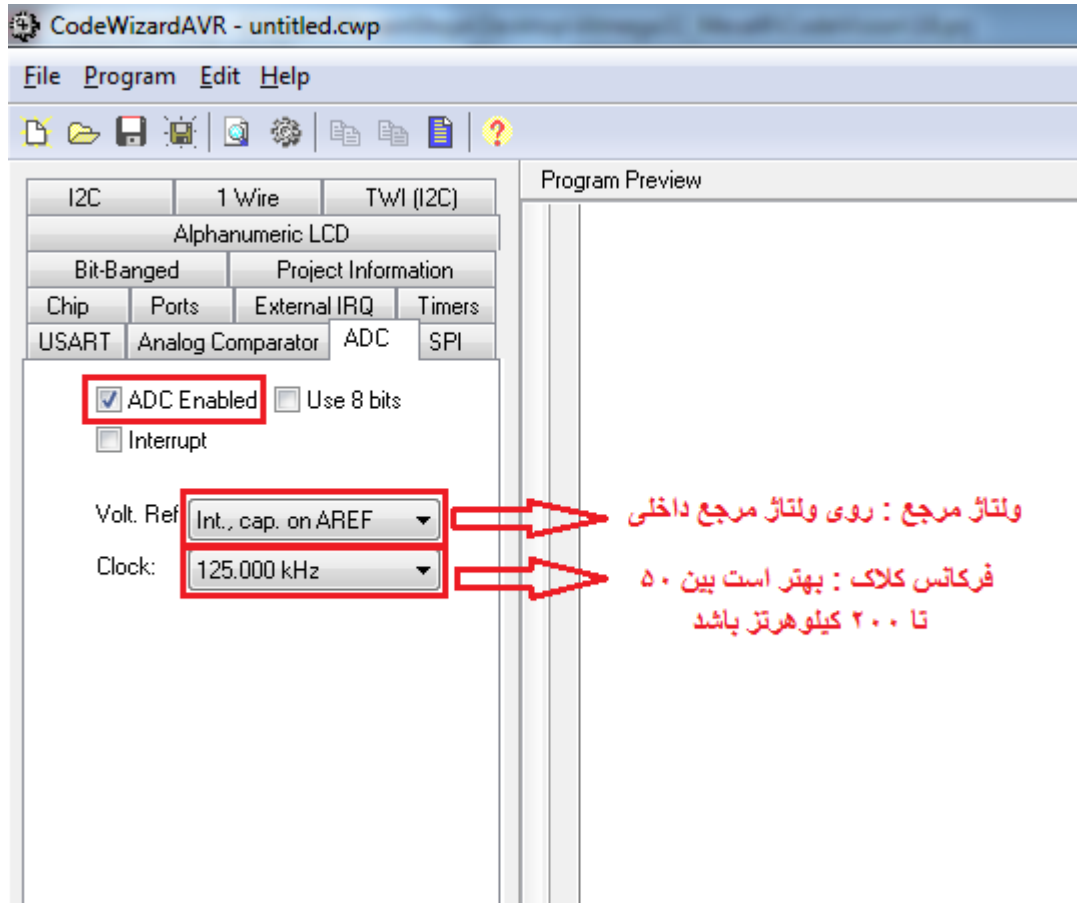 CodeWizardAVR - untitled.cwp
File Program Edit Help
I2C 1 Wire TWI (I2C)
Alphanumeric LCD
Bit-Banged Project Information
Chip Ports External IRQ Timers
USART Analog Comparator ADC SPI
Program Preview
ADC Enabled Use 8 bits
Interrupt
Volt. Ref Int., cap. on AREF
ولتاژ مرجع : روی ولتاژ مرجع داخلی
Clock: 125.000 kHz
فرکانس کلاک : بهتر است بین ۵۰
تا ۲۰۰ کیلوهرتز باشد